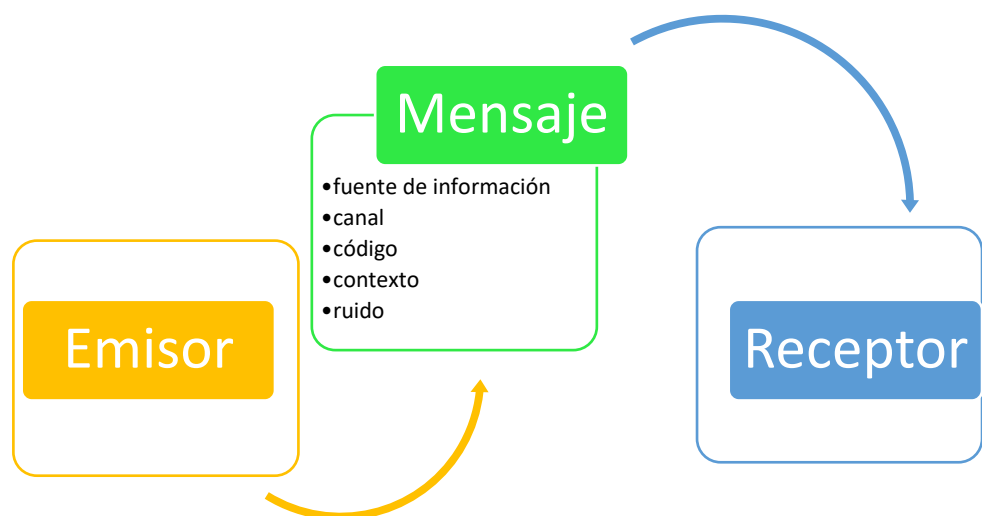 Emisor
Mensaje
•fuente de información
•canal
•código
•contexto
•ruido
Receptor